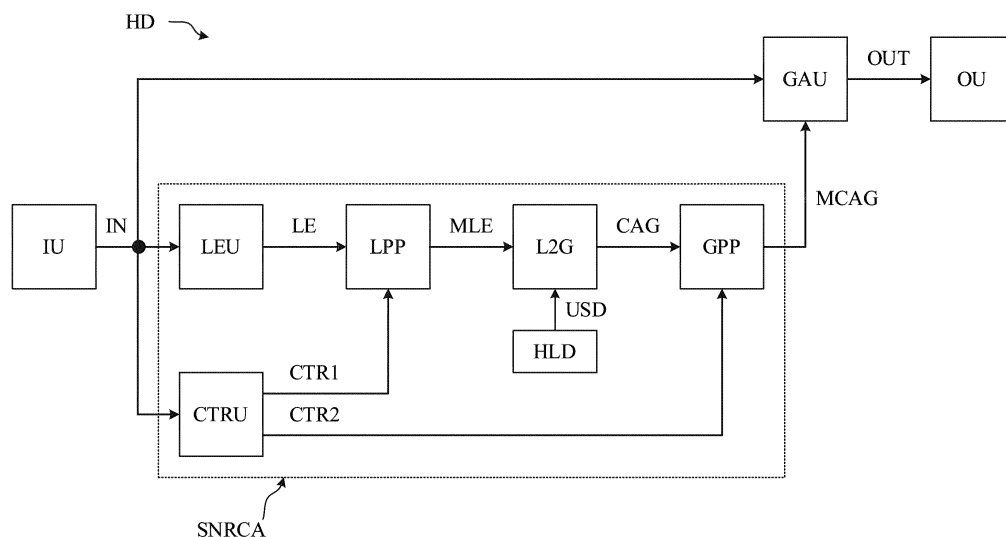 HD
GAU
OUT
OU
IU
IN
LEU
LE
LPP
MLE
L2G
CAG
GPP
MCAG
USD
HLD
CTRU
CTR1
CTR2
SNRCA